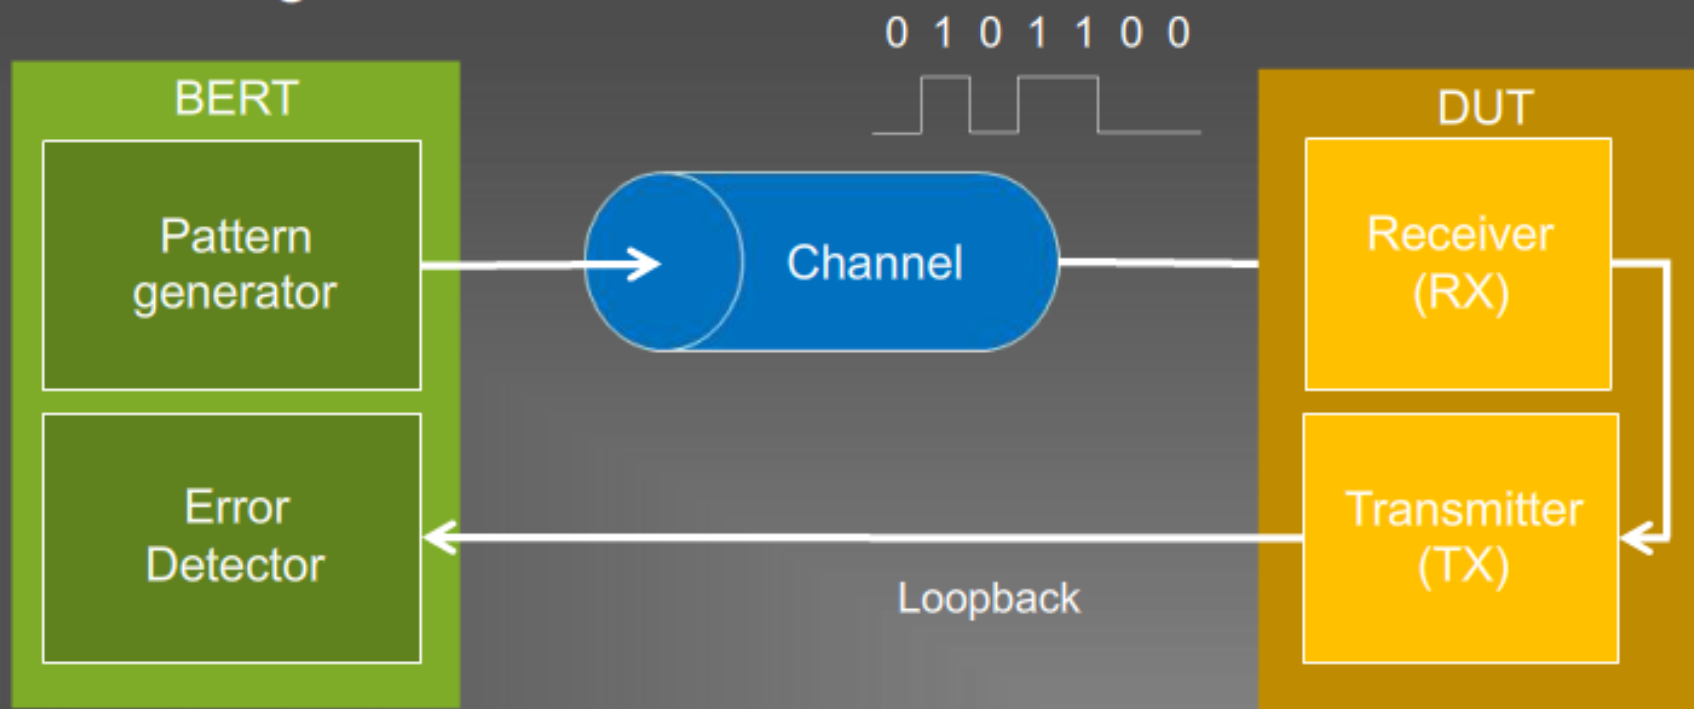 0 1 0 1 1 0 0
BERT
DUT
Pattern
generator
Channel
Receiver
(RX)
Error
Detector
Transmitter
(TX)
Loopback